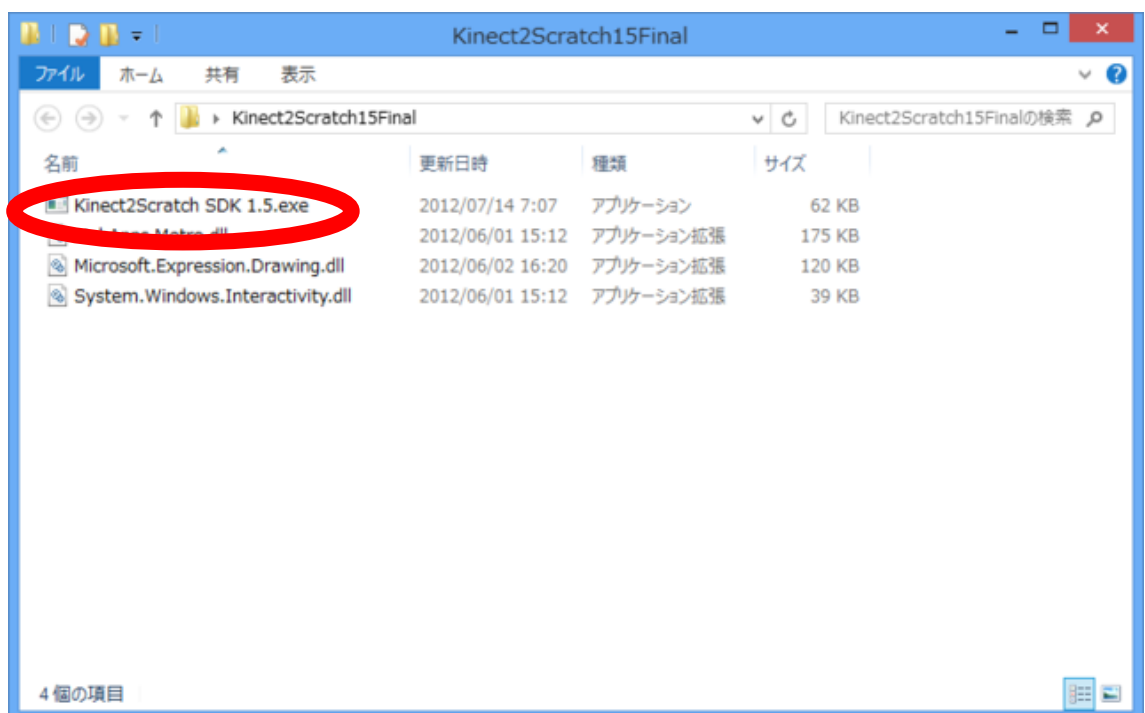 Kinect2Scratch15Final
ファイル ホーム 共有 表示
Kinect2Scratch15Final Kinect2Scratch15Finalの検索
名前 更新日時 種類 サイズ
Kinect2Scratch SDK 1.5.exe 2012/07/14 7:07 アプリケーション 62 KB
2012/06/01 15:12 アプリケーション拡張 175 KB
Microsoft.Expression.Drawing.dll 2012/06/02 16:20 アプリケーション拡張 120 KB
System.Windows.Interactivity.dll 2012/06/01 15:12 アプリケーション拡張 39 KB
4 個の項目